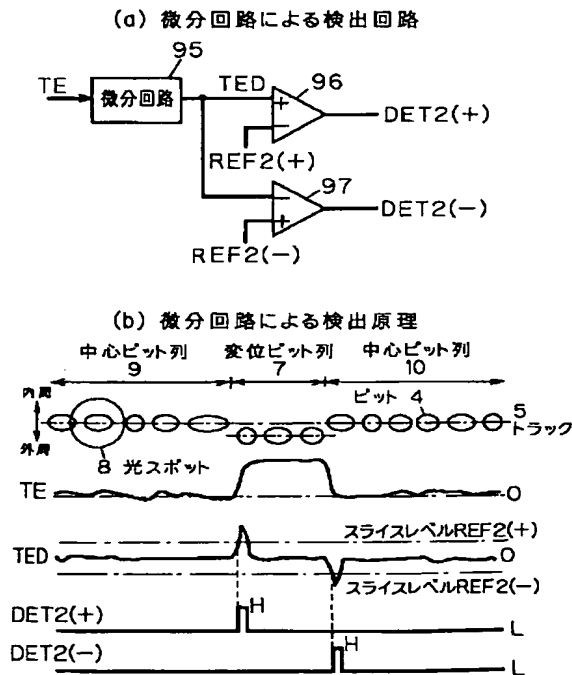 (a) 微分回路による検出回路
95
TE
微分回路
TED
96
+
−
DET2(+)
REF2(+)
97
−
+
DET2(−)
REF2(−)
(b) 微分回路による検出原理
中心ピット列 変位ピット列 中心ピット列
9 7 10
内周
ピット 4
5
トラック
外周
8 光スポット
TE
0
スライスレベルREF2(+)
TED
0
スライスレベルREF2(−)
DET2(+)
H
L
DET2(−)
H
L